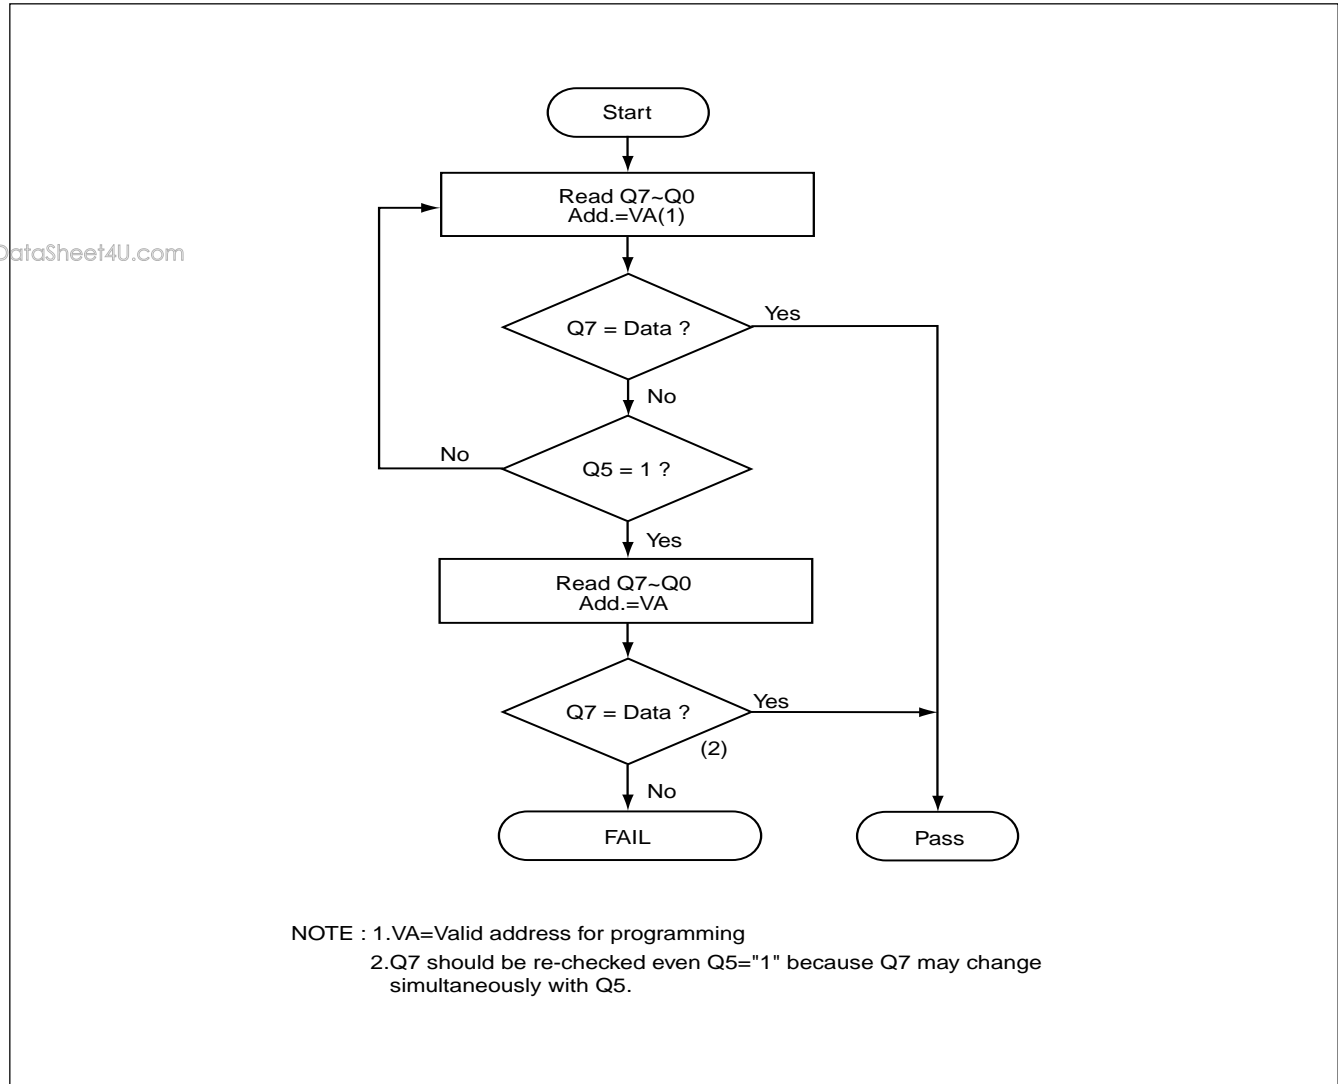 Start
Read Q7~Q0
Add.=VA(1)
DataSheet4U.com
Q7 = Data ?
Yes
No
No
Q5 = 1 ?
Yes
Read Q7~Q0
Add.=VA
Q7 = Data ?
Yes
(2)
No
FAIL
Pass
NOTE : 1.VA=Valid address for programming
2.Q7 should be re-checked even Q5="1" because Q7 may change
simultaneously with Q5.